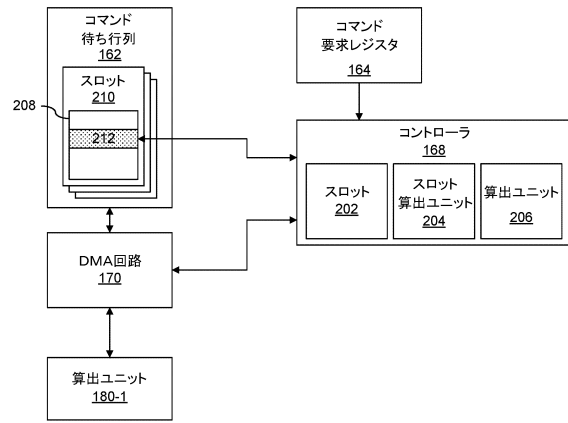 コマンド
待ち行列
162
スロット
210
208
212
コマンド
要求レジスタ
164
コントローラ
168
スロット
202
スロット
算出ユニット
204
算出ユニット
206
DMA回路
170
算出ユニット
180-1